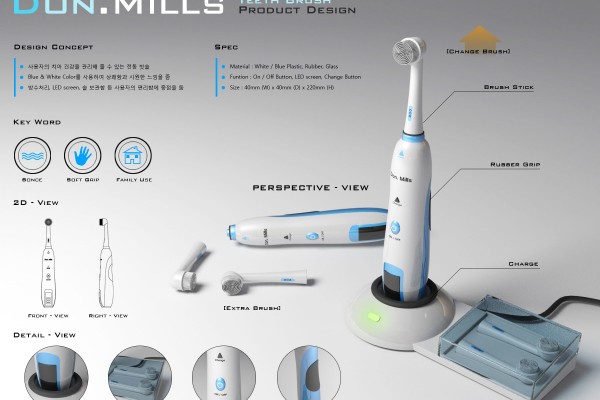 Don.Mills
Teeth Brush
Product Design
Design Concept
사용자의 치아 건강을 관리해 줄 수 있는 전동 칫솔
Blue & White Color를 사용하여 상쾌함과 시원한 느낌을 줌
방수처리, LED screen, 솔 보관함 등 사용자의 편리함에 중점을 둠
Spec
Material : White / Blue Plastic, Rubber, Glass
Funtion : On / Off Button, LED screen, Change Button
Size : 40mm (W) x 40mm (D) x 220mm (H)
[Change Brush]
Brush Stick
Key Word
Soft Grip
Family Use
Rubber Grip
Don. Mills
Perspective - View
2D - View
Charge
[Extra Brush]
Front - View
Right - View
Detail - View